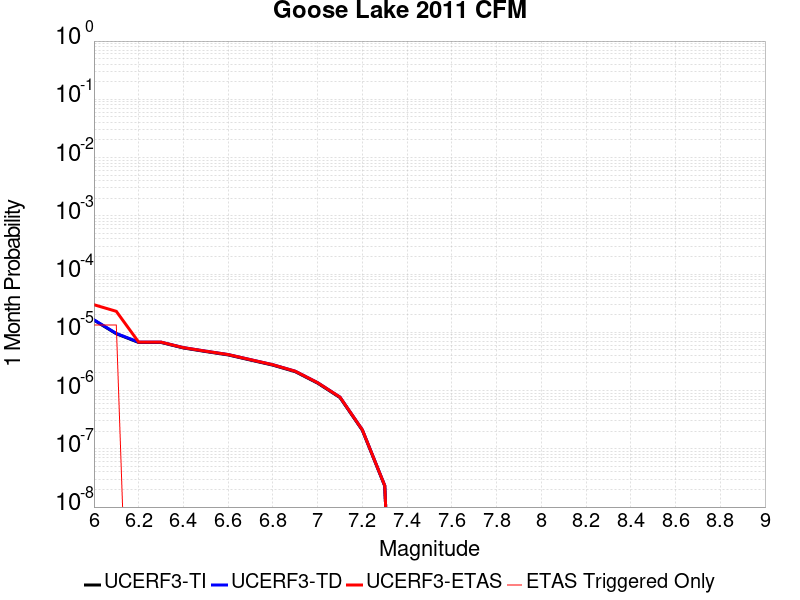 Goose Lake 2011 CFM
10^0
10^-1
10^-2
10^-3
10^-4
10^-5
10^-6
10^-7
10^-8
1 Month Probability
6 6.2 6.4 6.6 6.8 7 7.2 7.4 7.6 7.8 8 8.2 8.4 8.6 8.8 9
Magnitude
UCERF3-TI UCERF3-TD UCERF3-ETAS ETAS Triggered Only